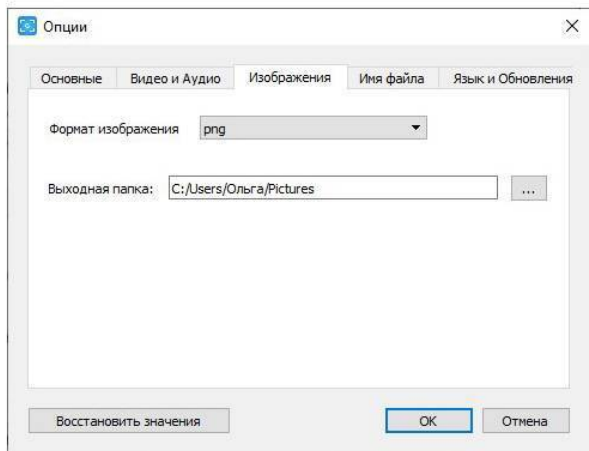 Опции
Основные Видео и Аудио Изображения Имя файла Язык и Обновления
Формат изображения png
Выходная папка: C:/Users/Ольга/Pictures ...
Восстановить значения OK Отмена